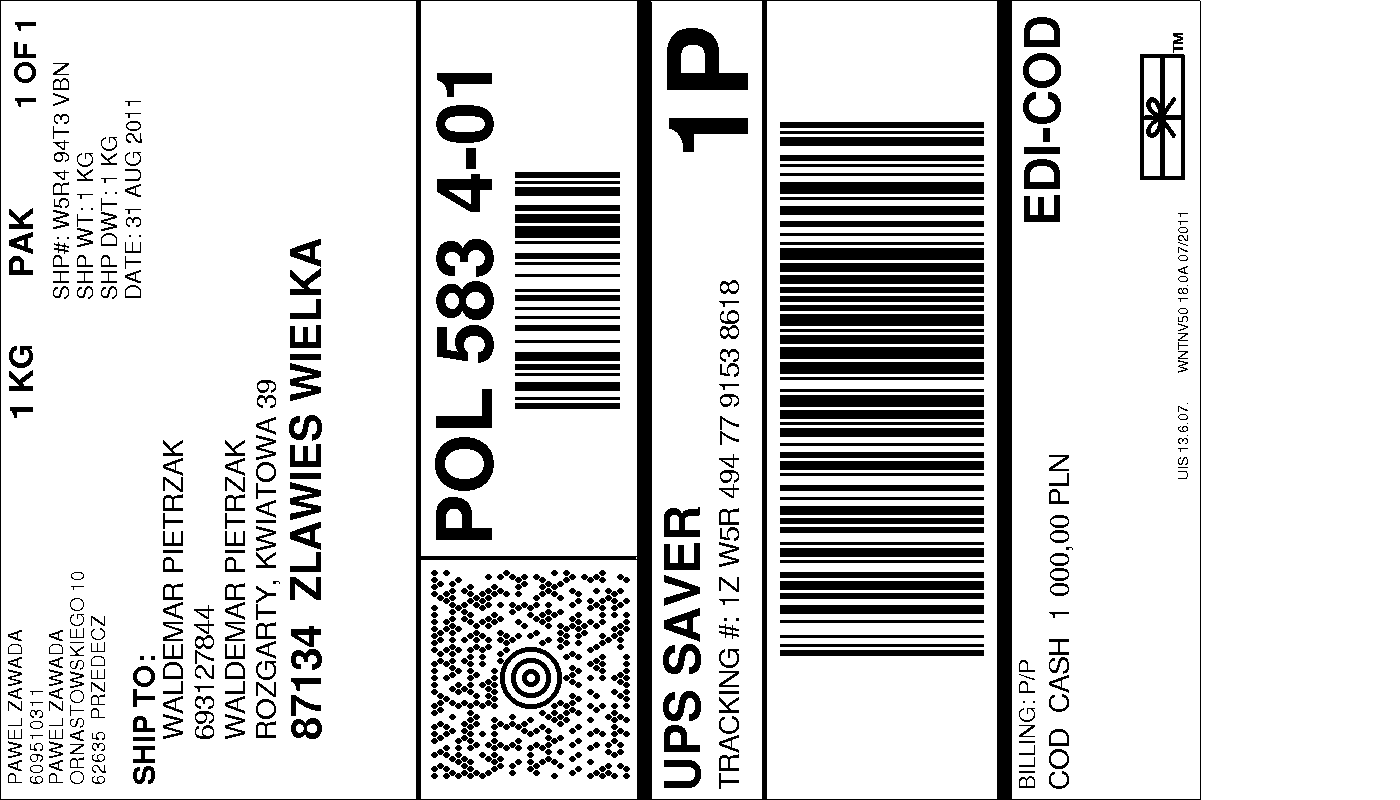 PAWEL ZAWADA
609510311
PAWEL ZAWADA
ORNASTOWSKIEGO 10
62635 PRZEDECZ
1 KG PAK 1 OF 1
SHP#: W5R4 94T3 VBN
SHP WT: 1 KG
SHP DWT: 1 KG
DATE: 31 AUG 2011
SHIP TO:
WALDEMAR PIETRZAK
693127844
WALDEMAR PIETRZAK
ROZGARTY, KWIATOWA 39
87134 ZLAWIES WIELKA
POL 583 4-01
UPS SAVER
TRACKING #: 1Z W5R 494 77 9153 8618
1P
BILLING: P/P
COD CASH 1 000,00 PLN
EDI-COD
TM
UIS 13.6.07. WNTNV50 18.0A 07/2011